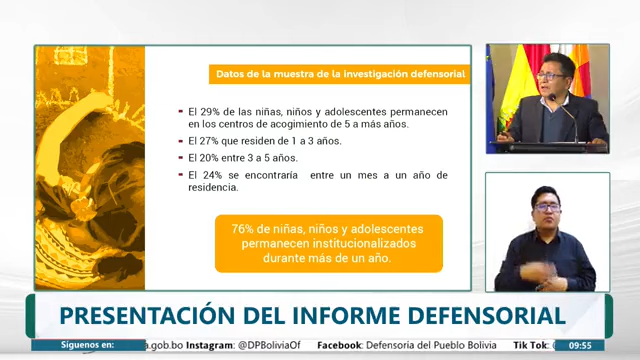 Datos de la muestra de la investigación defensorial
El 29% de las niñas, niños y adolescentes permanecen
en los centros de acogimiento de 5 a más años.
El 27% que residen de 1 a 3 años.
El 20% entre 3 a 5 años.
El 24% se encontraría entre un mes a un año de
residencia.
76% de niñas, niños y adolescentes
permanecen institucionalizados
durante más de un año.
PRESENTACIÓN DEL INFORME DEFENSORIAL
Síguenos en: a.gob.bo Instagram: @DPBoliviaOf Facebook: Defensoría del Pueblo Bolivia Tik Tok: 09:55